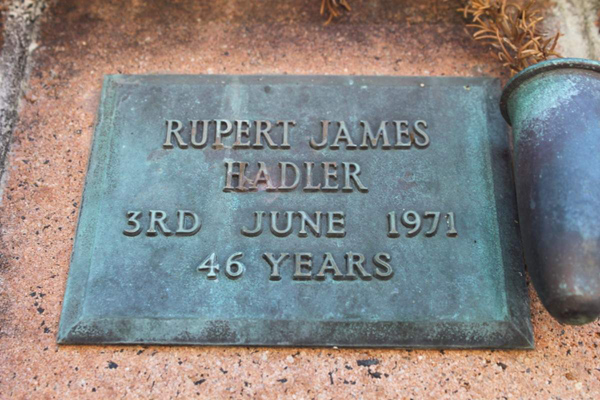 RUPERT JAMES
HADLER
3RD JUNE 1971
46 YEARS